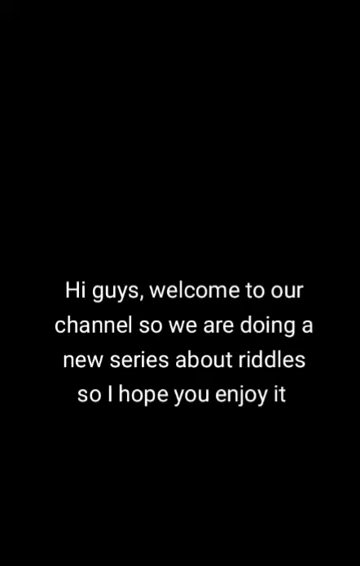 Hi guys, welcome to our
channel so we are doing a
new series about riddles
so I hope you enjoy it